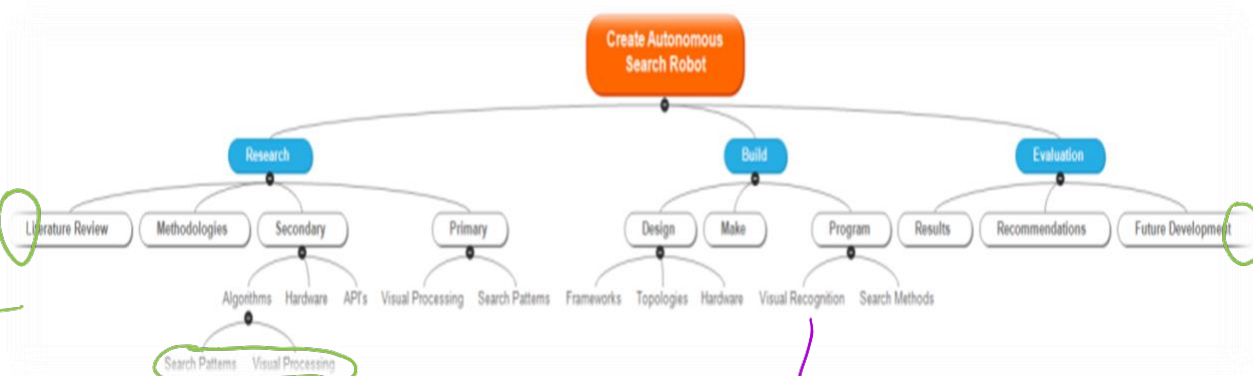 Create Autonomous
Search Robot
Research
Build
Evaluation
Literature Review
Methodologies
Secondary
Primary
Design
Make
Program
Results
Recommendations
Future Development
Algorithms
Hardware
API's
Visual Processing
Search Patterns
Frameworks
Topologies
Hardware
Visual Recognition
Search Methods
Search Patterns
Visual Processing